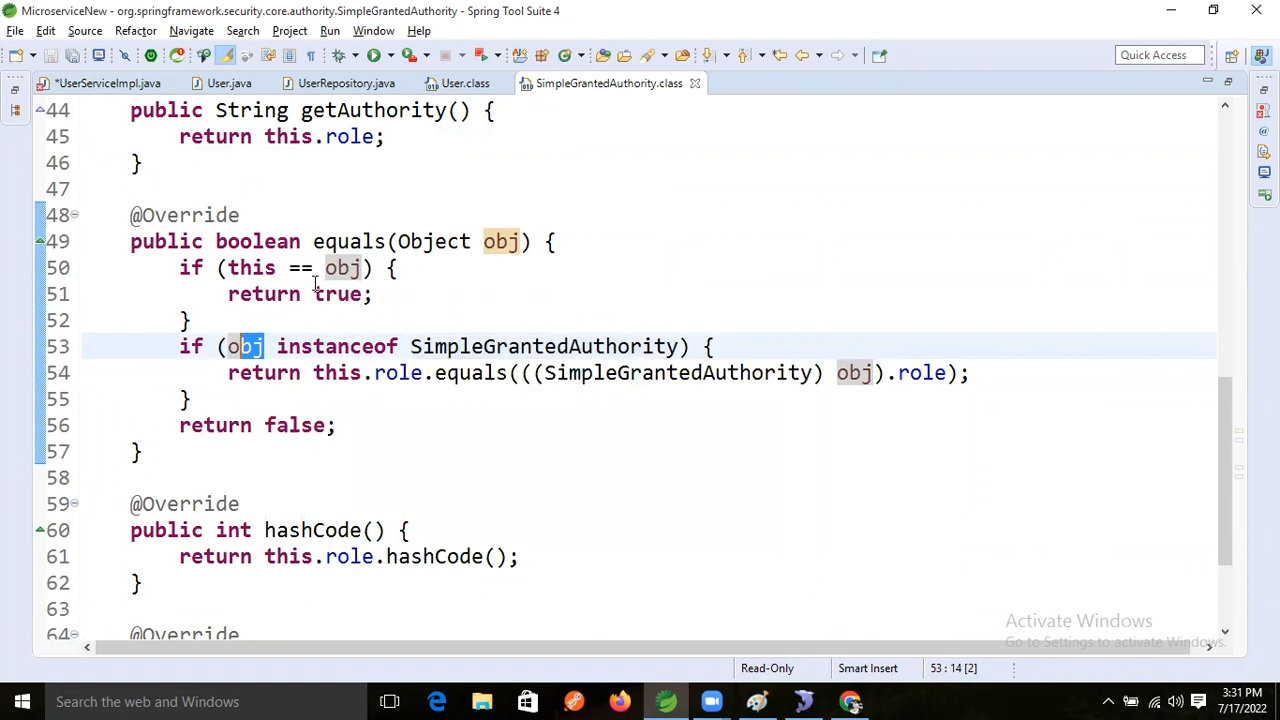 MicroserviceNew - org.springframework.security.core.authority.SimpleGrantedAuthority - Spring Tool Suite 4
File Edit Source Refactor Navigate Search Project Run Window Help
Quick Access
*UserServiceImpl.java User.java UserRepository.java User.class SimpleGrantedAuthority.class
44 public String getAuthority() {
45 return this.role;
46 }
47
48 @Override
49 public boolean equals(Object obj) {
50 if (this == obj) {
51 return true;
52 }
53 if (obj instanceof SimpleGrantedAuthority) {
54 return this.role.equals(((SimpleGrantedAuthority) obj).role);
55 }
56 return false;
57 }
58
59 @Override
60 public int hashCode() {
61 return this.role.hashCode();
62 }
63
64 @Override
Activate Windows
Go to Settings to activate Windows.
Read-Only Smart Insert 53 : 14 [2]
Search the web and Windows
3:31 PM
7/17/2022